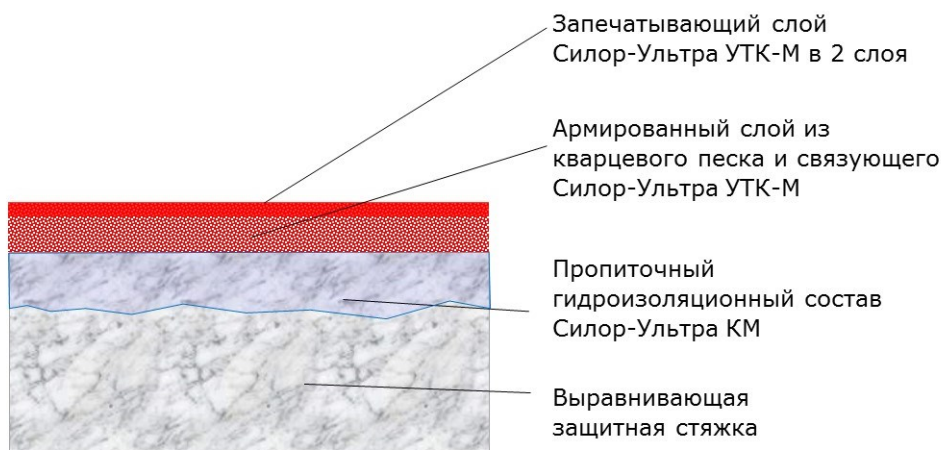 Запечатывающий слой
Силор-Ультра УТК-М в 2 слоя
Армированный слой из
кварцевого песка и связующего
Силор-Ультра УТК-М
Пропиточный
гидроизоляционный состав
Силор-Ультра КМ
Выравнивающая
защитная стяжка